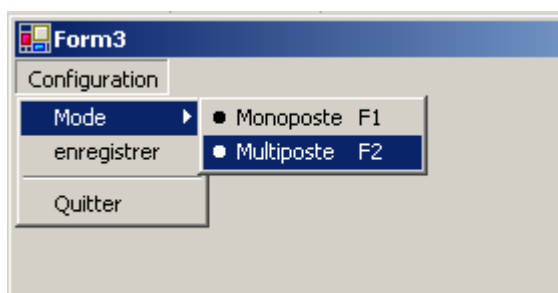 Form3
Configuration
Mode
Monoposte F1
enregistrer
Multiposte F2
Quitter